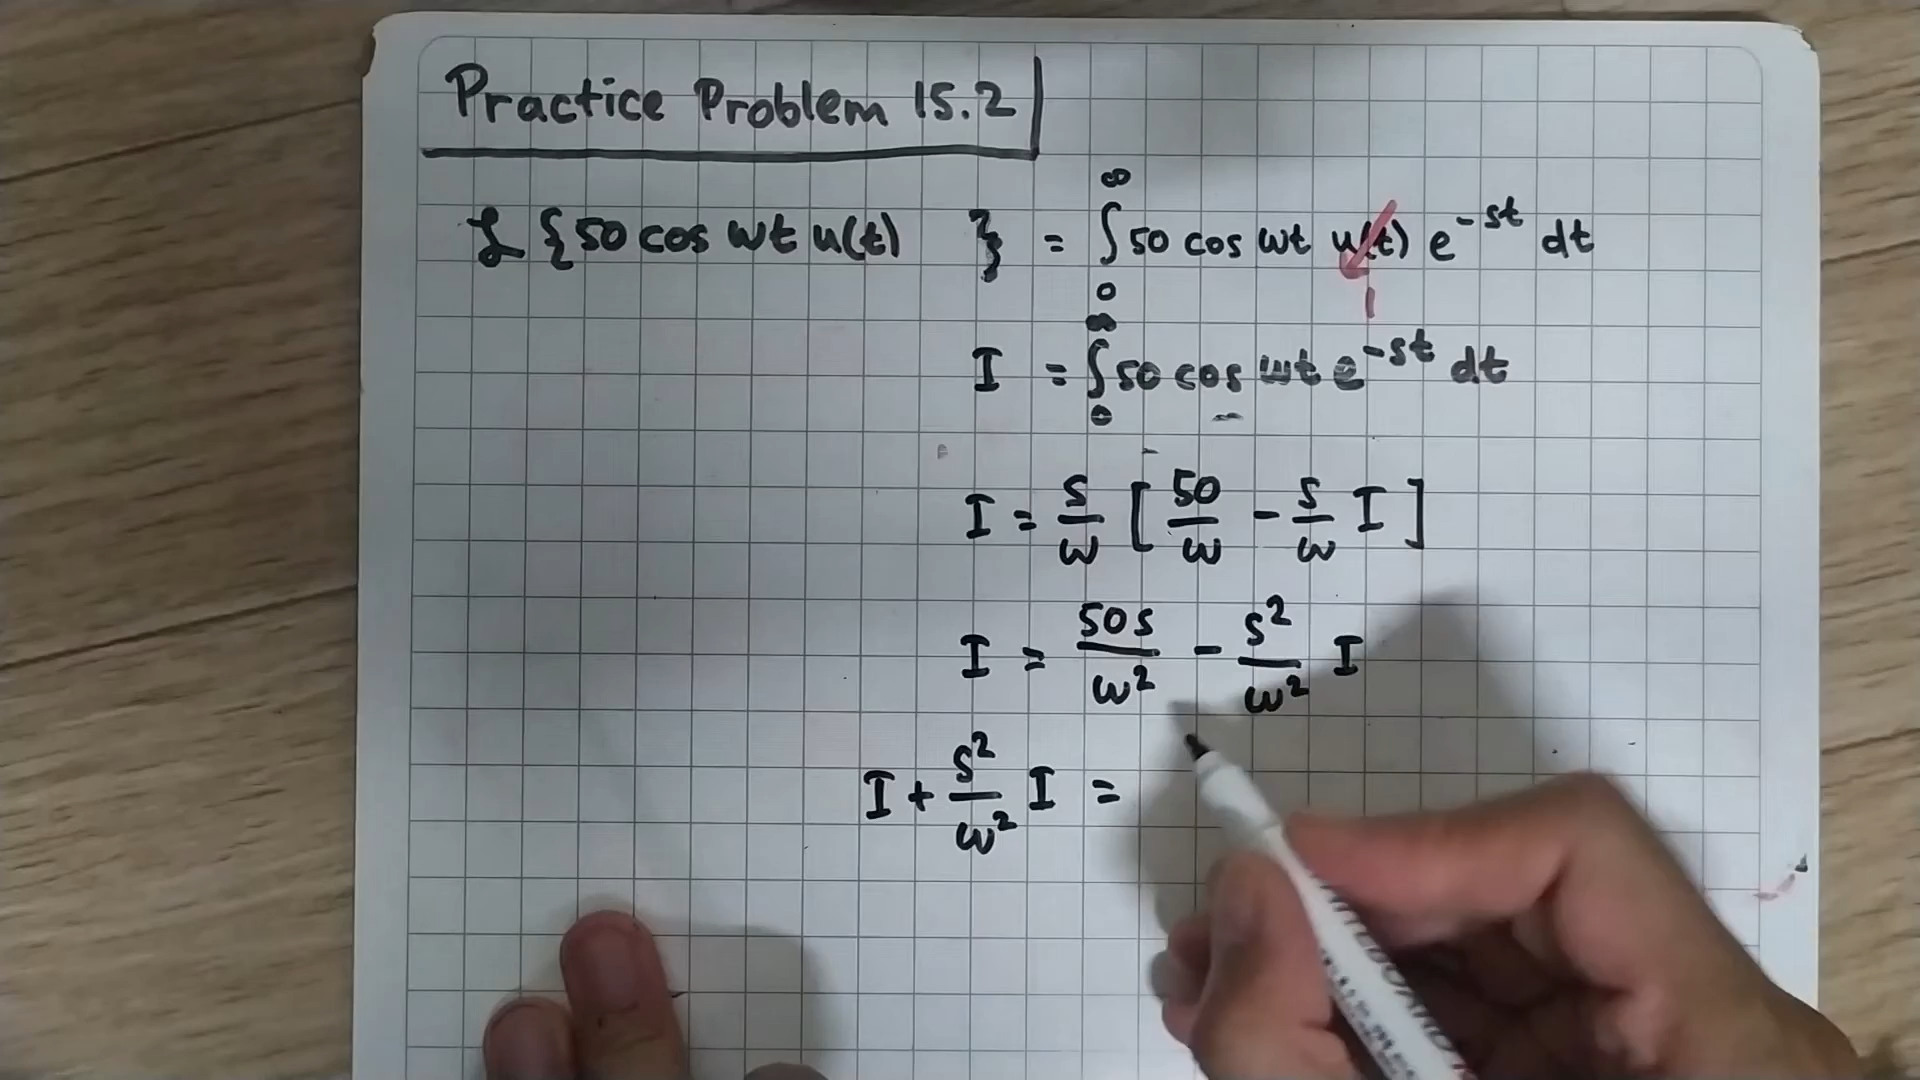 Practice Problem 15.2
ℒ {50 cos ωt u(t) } = ∫₀^∞ 50 cos ωt u(t) e^-st dt
1
I = ∫₀^∞ 50 cos ωt e^-st dt
I = s/ω [ 50/ω - s/ω I ]
I = 50s/ω² - s²/ω² I
I + s²/ω² I =